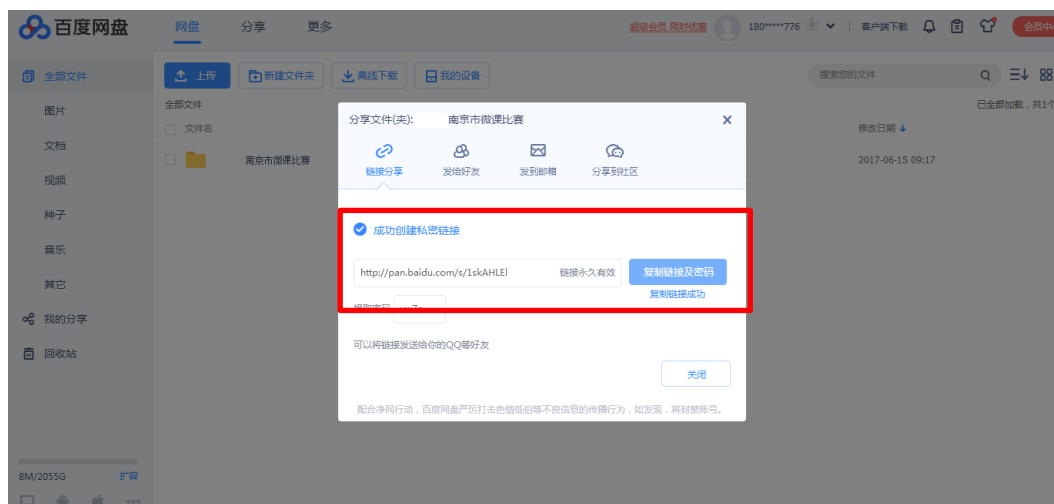 百度网盘
网盘 分享 更多
超级会员 限时优惠
180*****776
客户端下载
会员中
全部文件
图片
文档
视频
种子
音乐
其它
我的分享
回收站
8M/2055G 扩容
上传 新建文件夹 离线下载 我的设备
搜索您的文件
全部文件
已全部加载，共1个
文件名
修改日期
南京市微课比赛
2017-06-15 09:17
分享文件(夹): 南京市微课比赛
链接分享 发给好友 发到邮箱 分享到社区
成功创建私密链接
http://pan.baidu.com/s/1skAHLEl 链接永久有效 复制链接及密码
复制链接成功
提取密码
可以将链接发送给你的QQ等好友
关闭
配合净网行动，百度网盘严厉打击色情低俗等不良信息的传播行为，如发现，将封禁账号。